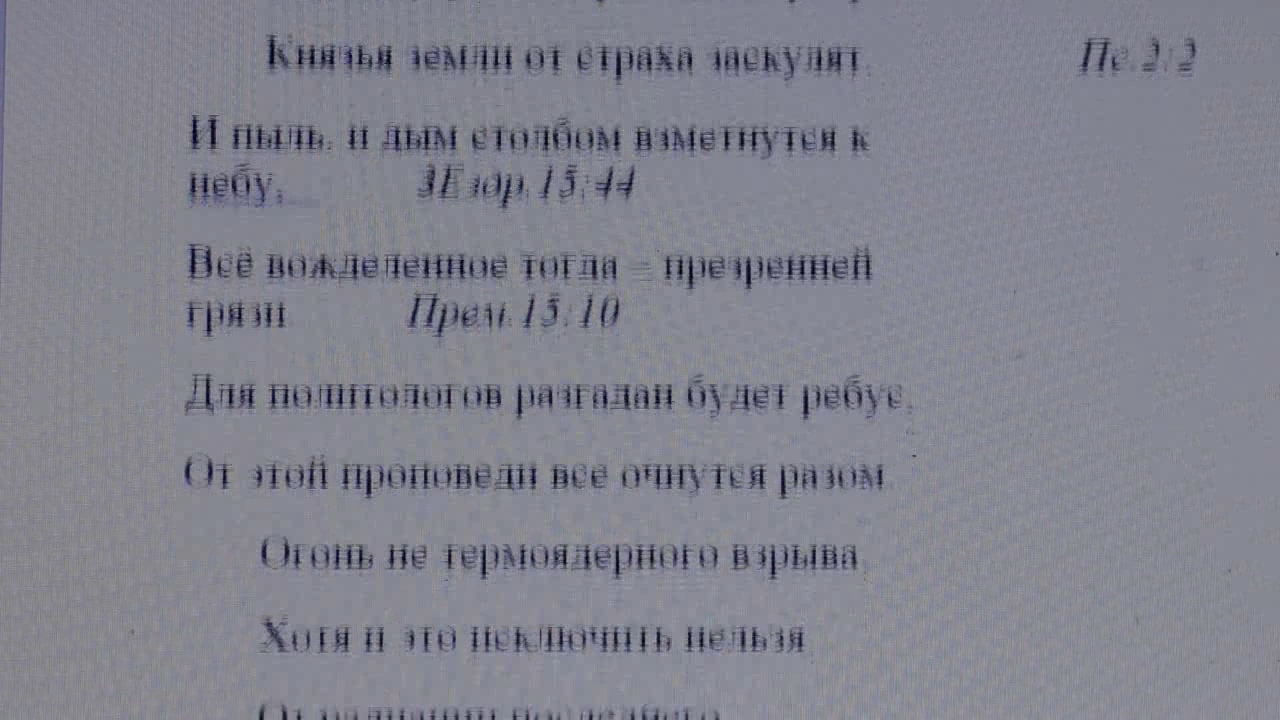 Князья земли от страха заскулят. Пс.2:2
И пыль, и дым столбом взметнутся к
небу, 3Ездр.15:44
Всё вожделенное тогда – презренней
грязи Прем.15:10
Для политологов разгадан будет ребус,
От этой проповеди все очнутся разом
Огонь не термоядерного взрыва
Хотя и это исключить нельзя